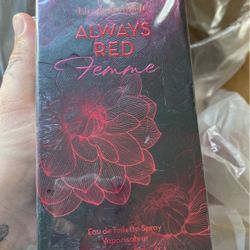 ALWAYS
RED
Femme
Eau de Toilette Spray
Vaporisateur